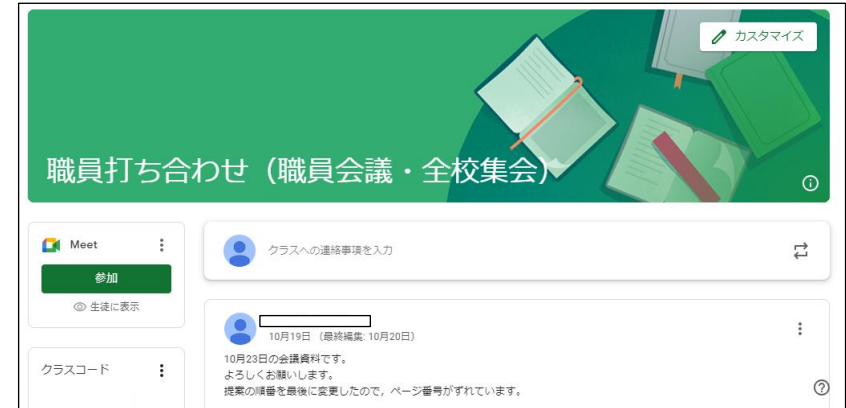 カスタマイズ
職員打ち合わせ（職員会議・全校集会）
Meet
参加
生徒に表示
クラスコード
クラスへの連絡事項を入力
10月19日 （最終編集: 10月20日）
10月23日の会議資料です。
よろしくお願いします。
提案の順番を最後に変更したので，ページ番号がずれています。